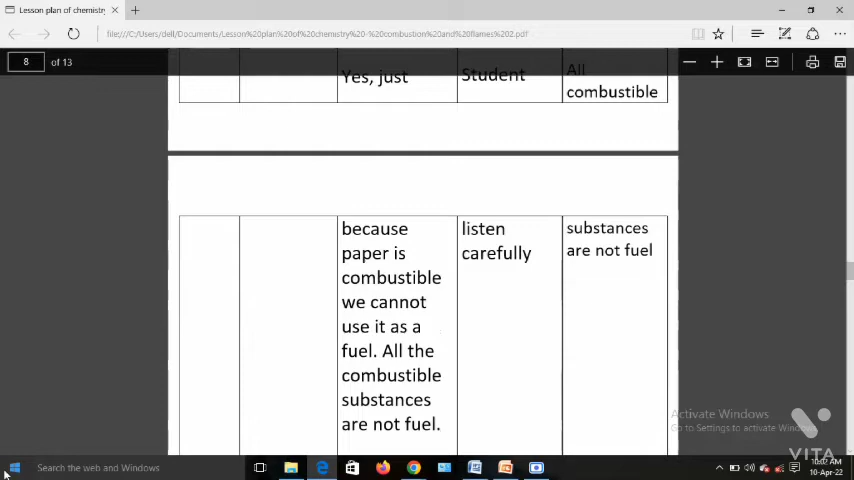 Lesson plan of chemistry
file:///C:/Users/dell/Documents/Lesson%20plan%20of%20chemistry%20-%20combustion%20and%20flames%202.pdf
8 of 13
Yes, just
Student
All
combustible
because
paper is
combustible
we cannot
use it as a
fuel. All the
combustible
substances
are not fuel.
listen
carefully
substances
are not fuel
Activate Windows
Go to Settings to activate Windows.
VITA
Search the web and Windows
10:02 AM
10-Apr-22